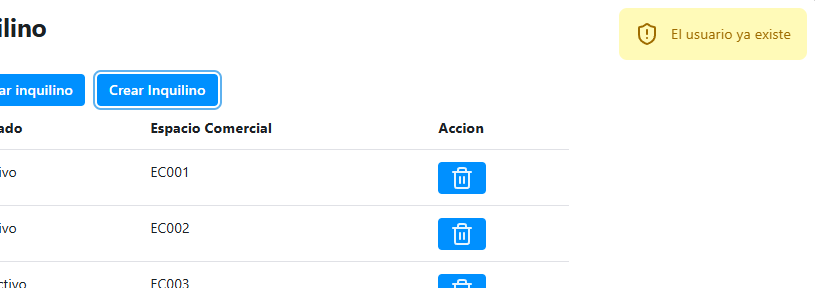 ilino
El usuario ya existe
ar inquilino
Crear Inquilino
ado
Espacio Comercial
Accion
ivo
EC001
ivo
EC002
ctivo
EC003